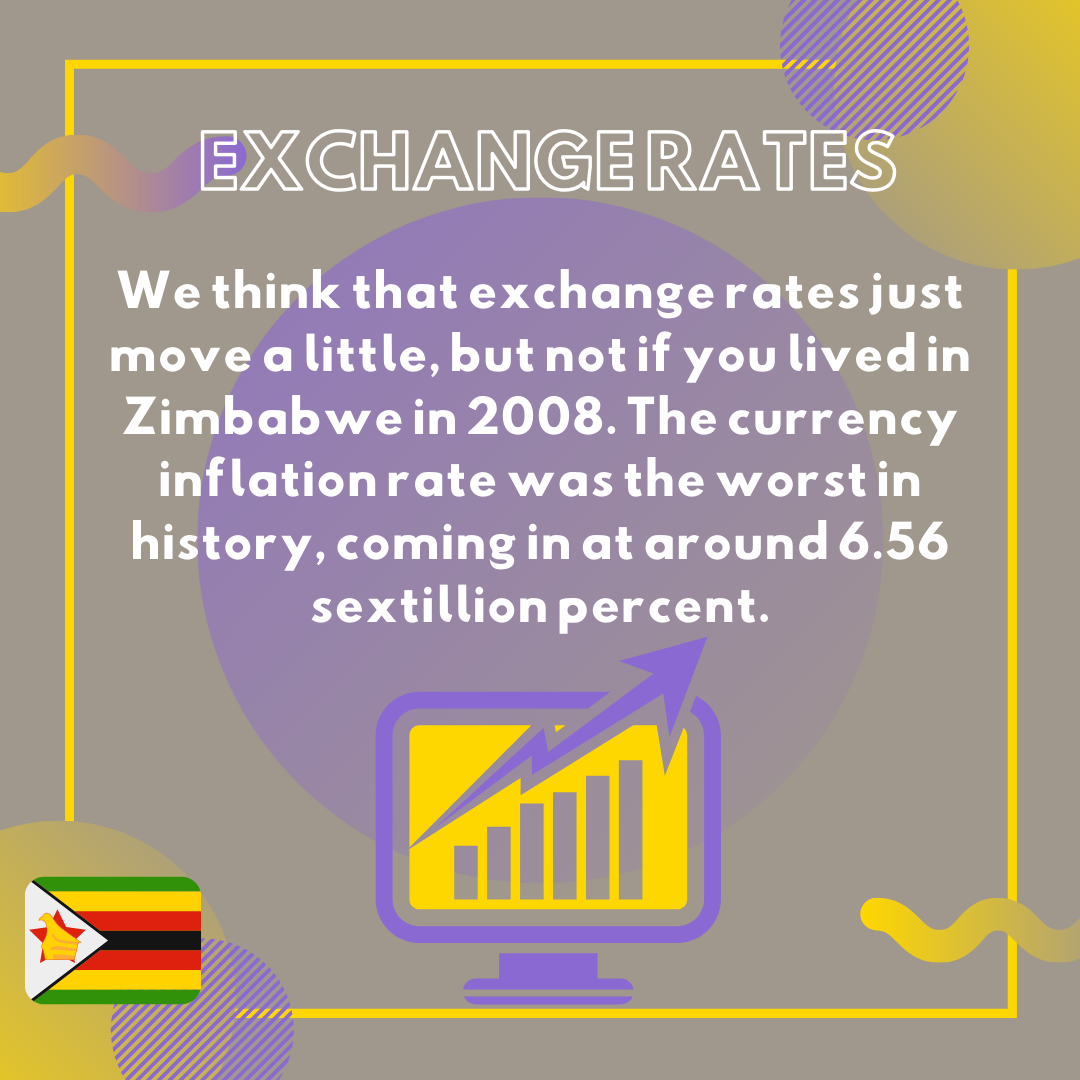 EXCHANGE RATES
We think that exchange rates just
move a little, but not if you lived in
Zimbabwe in 2008. The currency
inflation rate was the worst in
history, coming in at around 6.56
sextillion percent.